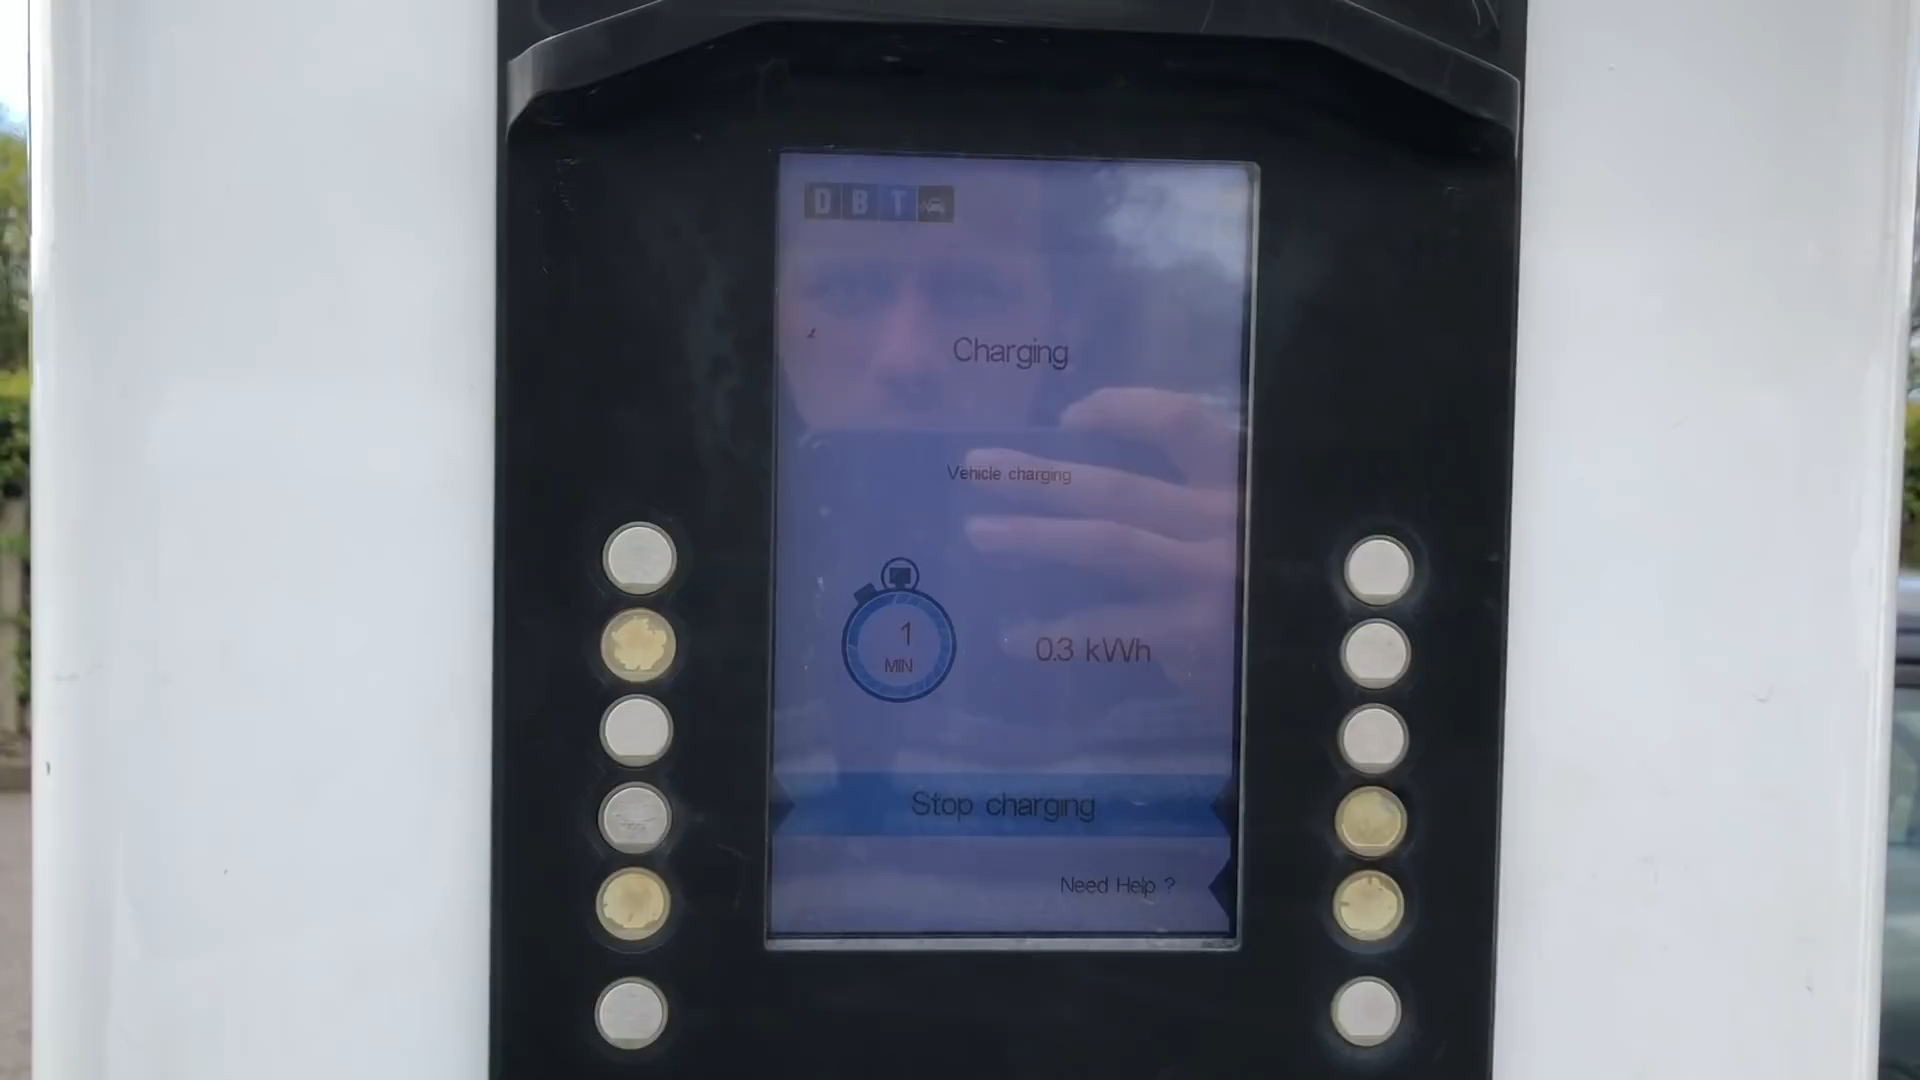 DBT
Charging
Vehicle charging
1
MIN
0.3 kWh
Stop charging
Need Help ?